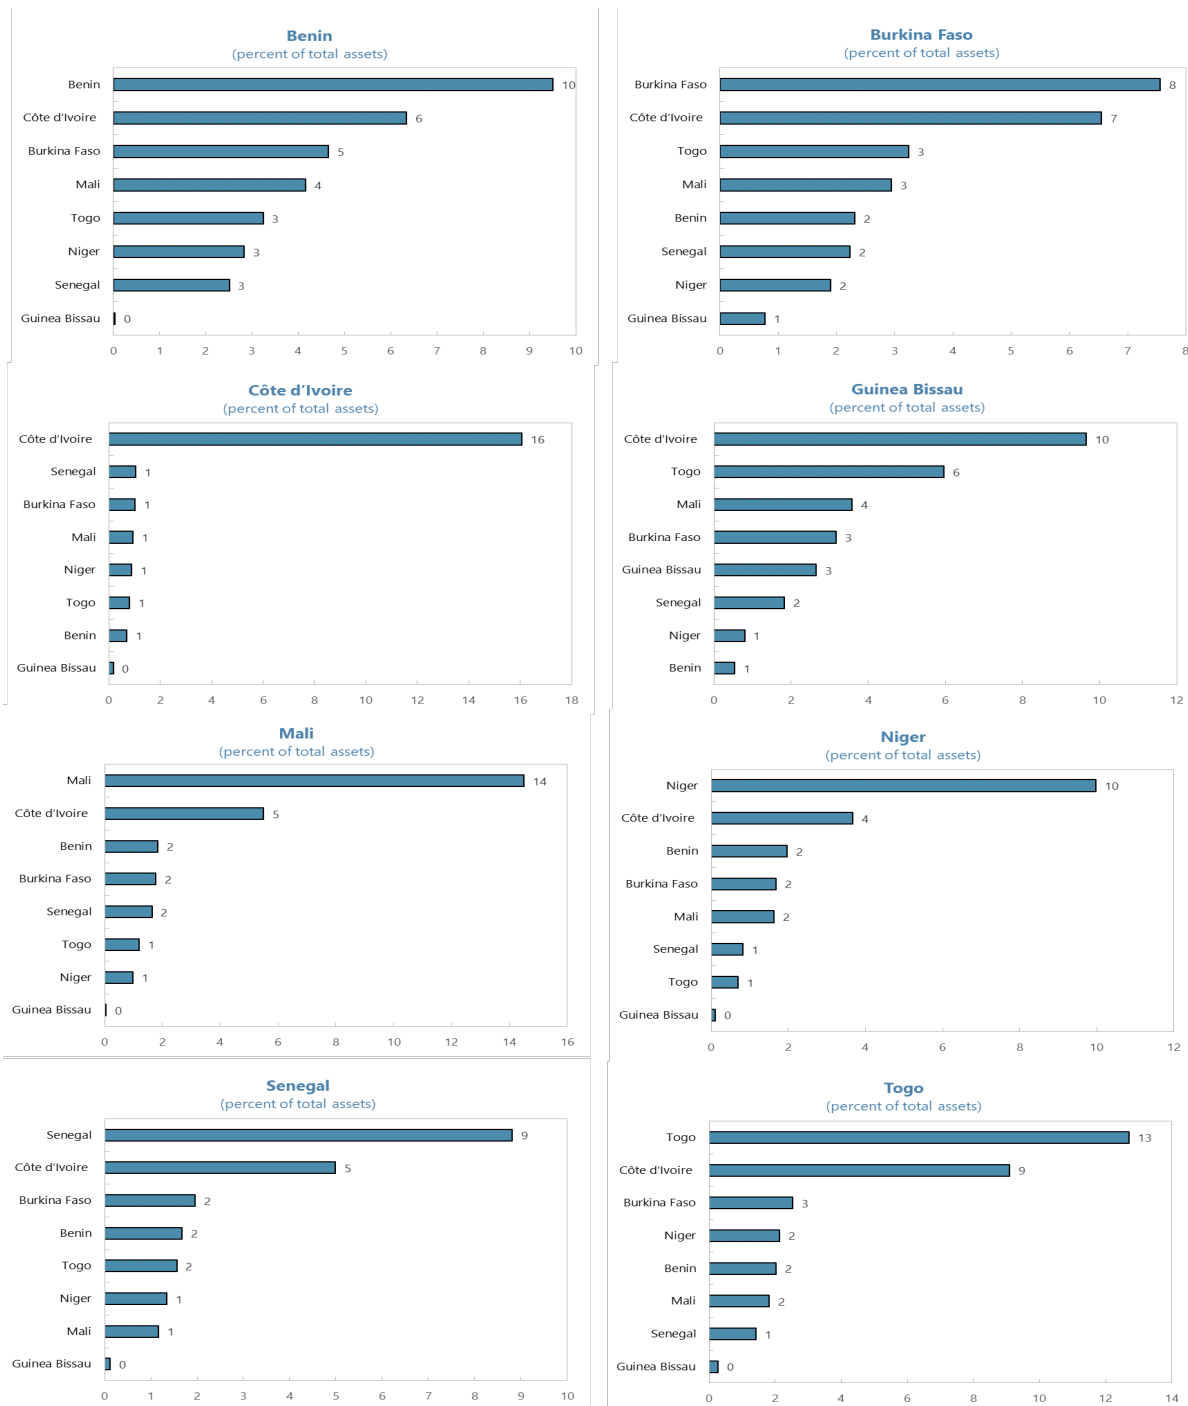 Benin
(percent of total assets)
Benin 10
Côte d'Ivoire 6
Burkina Faso 5
Mali 4
Togo 3
Niger 3
Senegal 3
Guinea Bissau 0
0 1 2 3 4 5 6 7 8 9 10
Burkina Faso
(percent of total assets)
Burkina Faso 8
Côte d'Ivoire 7
Togo 3
Mali 3
Benin 2
Senegal 2
Niger 2
Guinea Bissau 1
0 1 2 3 4 5 6 7 8
Côte d'Ivoire
(percent of total assets)
Côte d'Ivoire 16
Senegal 1
Burkina Faso 1
Mali 1
Niger 1
Togo 1
Benin 1
Guinea Bissau 0
0 2 4 6 8 10 12 14 16 18
Guinea Bissau
(percent of total assets)
Côte d'Ivoire 10
Togo 6
Mali 4
Burkina Faso 3
Guinea Bissau 3
Senegal 2
Niger 1
Benin 1
0 2 4 6 8 10 12
Mali
(percent of total assets)
Mali 14
Côte d'Ivoire 5
Benin 2
Burkina Faso 2
Senegal 2
Togo 1
Niger 1
Guinea Bissau 0
0 2 4 6 8 10 12 14 16
Niger
(percent of total assets)
Niger 10
Côte d'Ivoire 4
Benin 2
Burkina Faso 2
Mali 2
Senegal 1
Togo 1
Guinea Bissau 0
0 2 4 6 8 10 12
Senegal
(percent of total assets)
Senegal 9
Côte d'Ivoire 5
Burkina Faso 2
Benin 2
Togo 2
Niger 1
Mali 1
Guinea Bissau 0
0 1 2 3 4 5 6 7 8 9 10
Togo
(percent of total assets)
Togo 13
Côte d'Ivoire 9
Burkina Faso 3
Niger 2
Benin 2
Mali 2
Senegal 1
Guinea Bissau 0
0 2 4 6 8 10 12 14